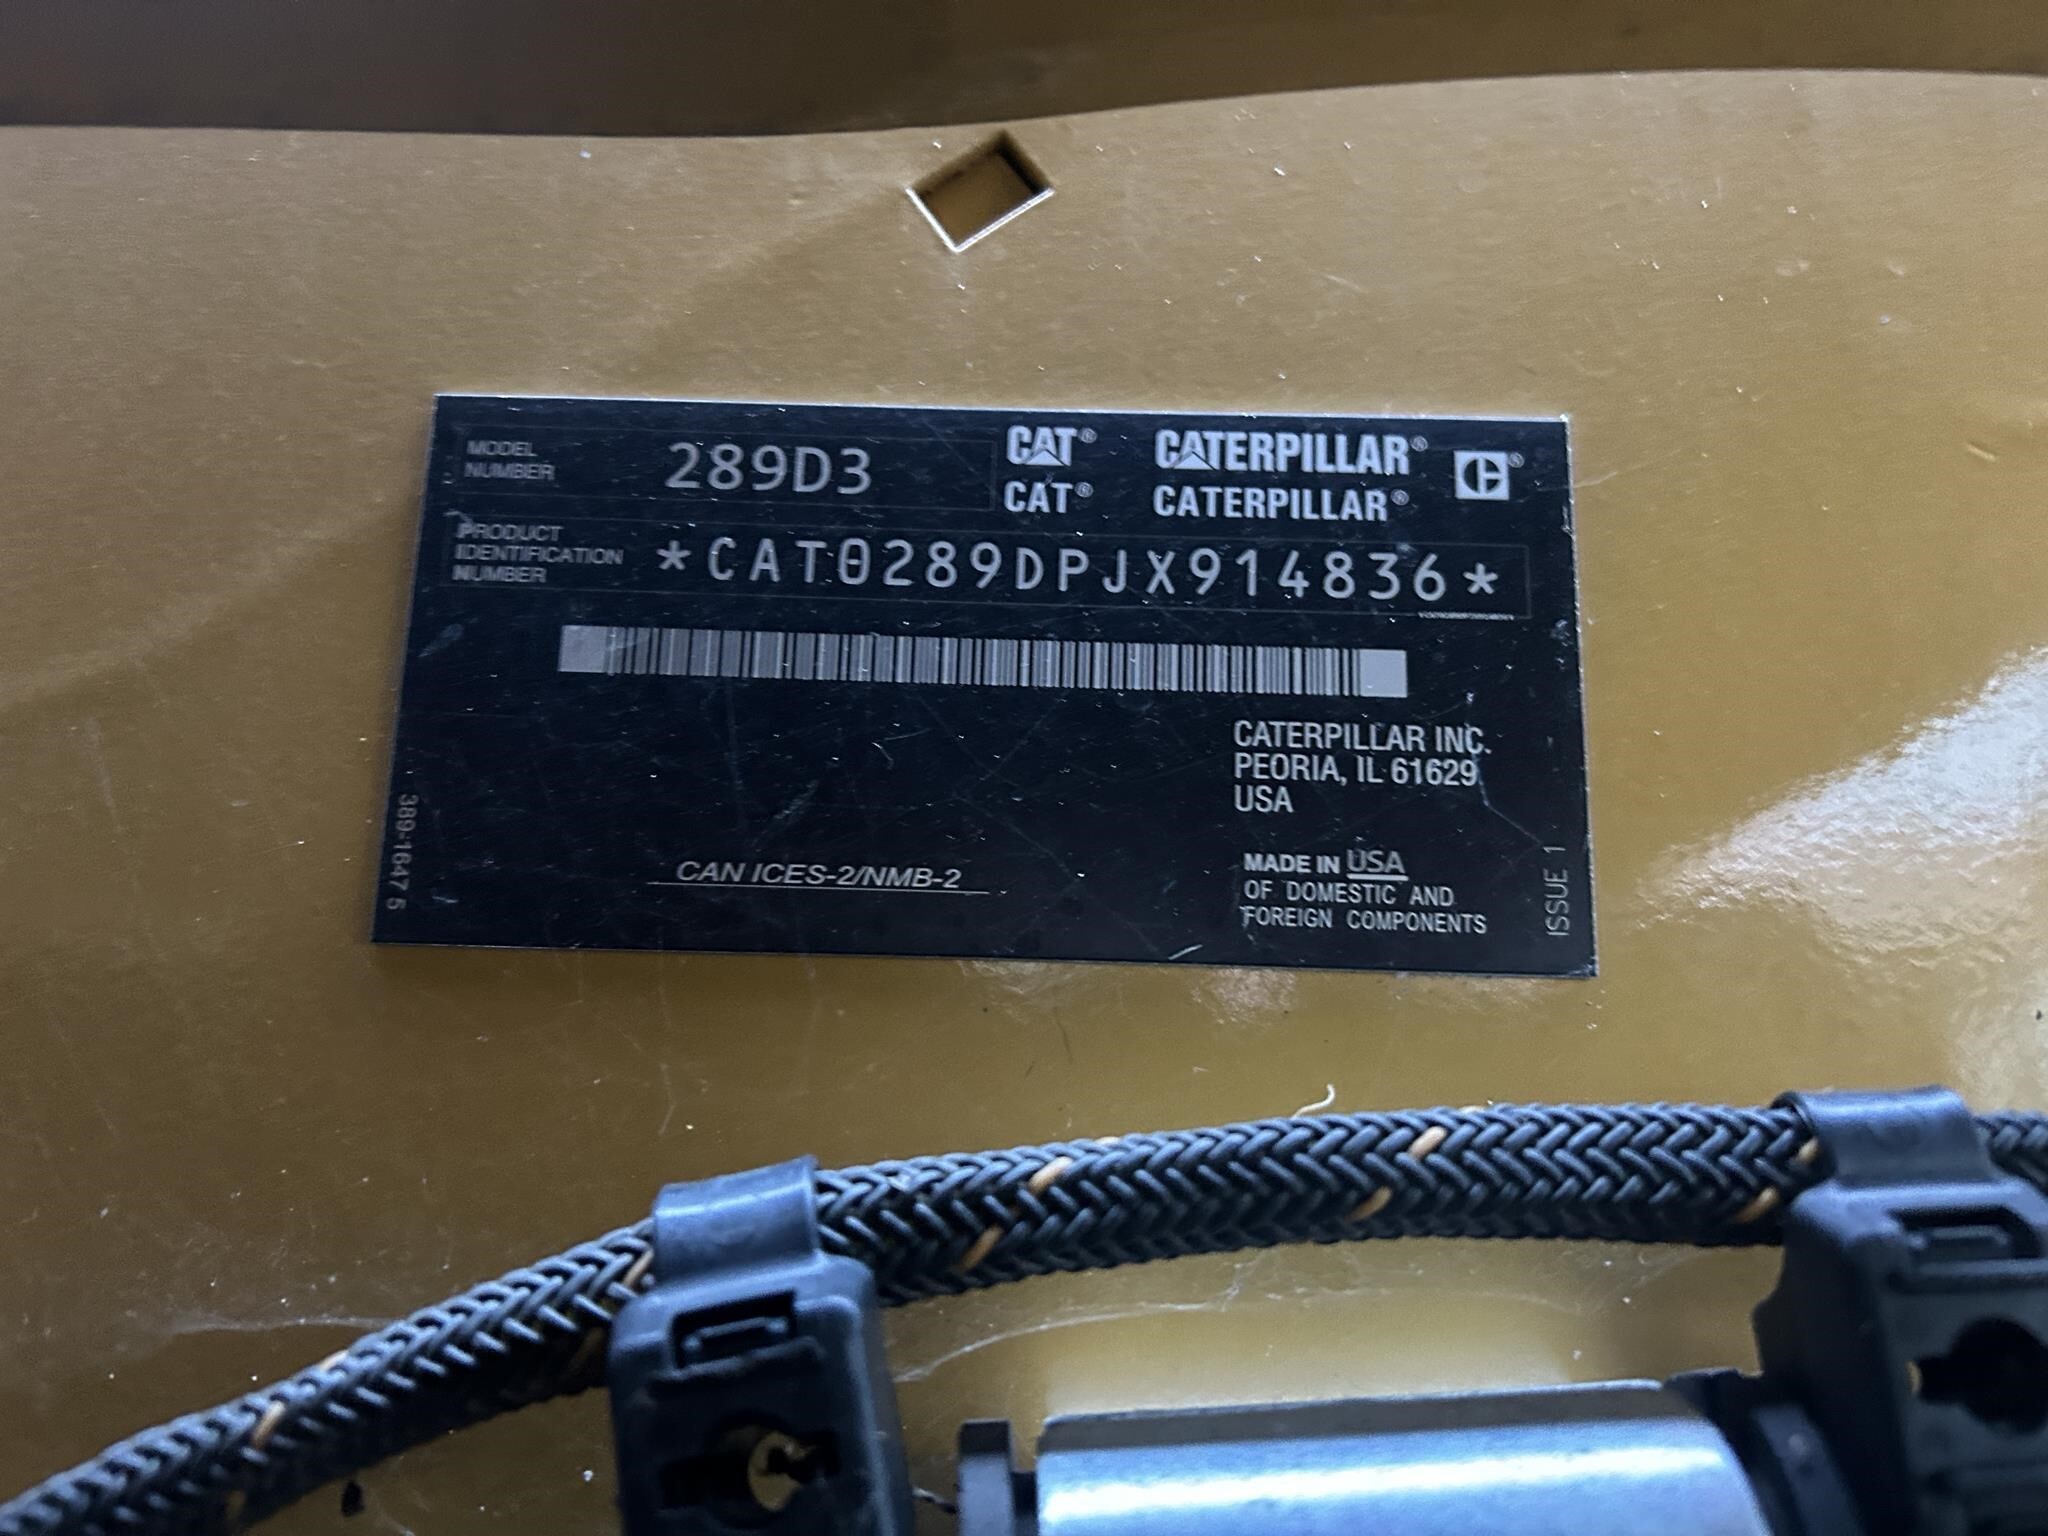 MODEL
NUMBER
289D3
CAT® CATERPILLAR® CE®
CAT® CATERPILLAR®
PRODUCT
IDENTIFICATION
NUMBER
*CAT0289DPJX914836*
CATERPILLAR INC.
PEORIA, IL 61629
USA
CAN ICES-2/NMB-2
MADE IN USA
OF DOMESTIC AND
FOREIGN COMPONENTS
389-1647 5
ISSUE 1